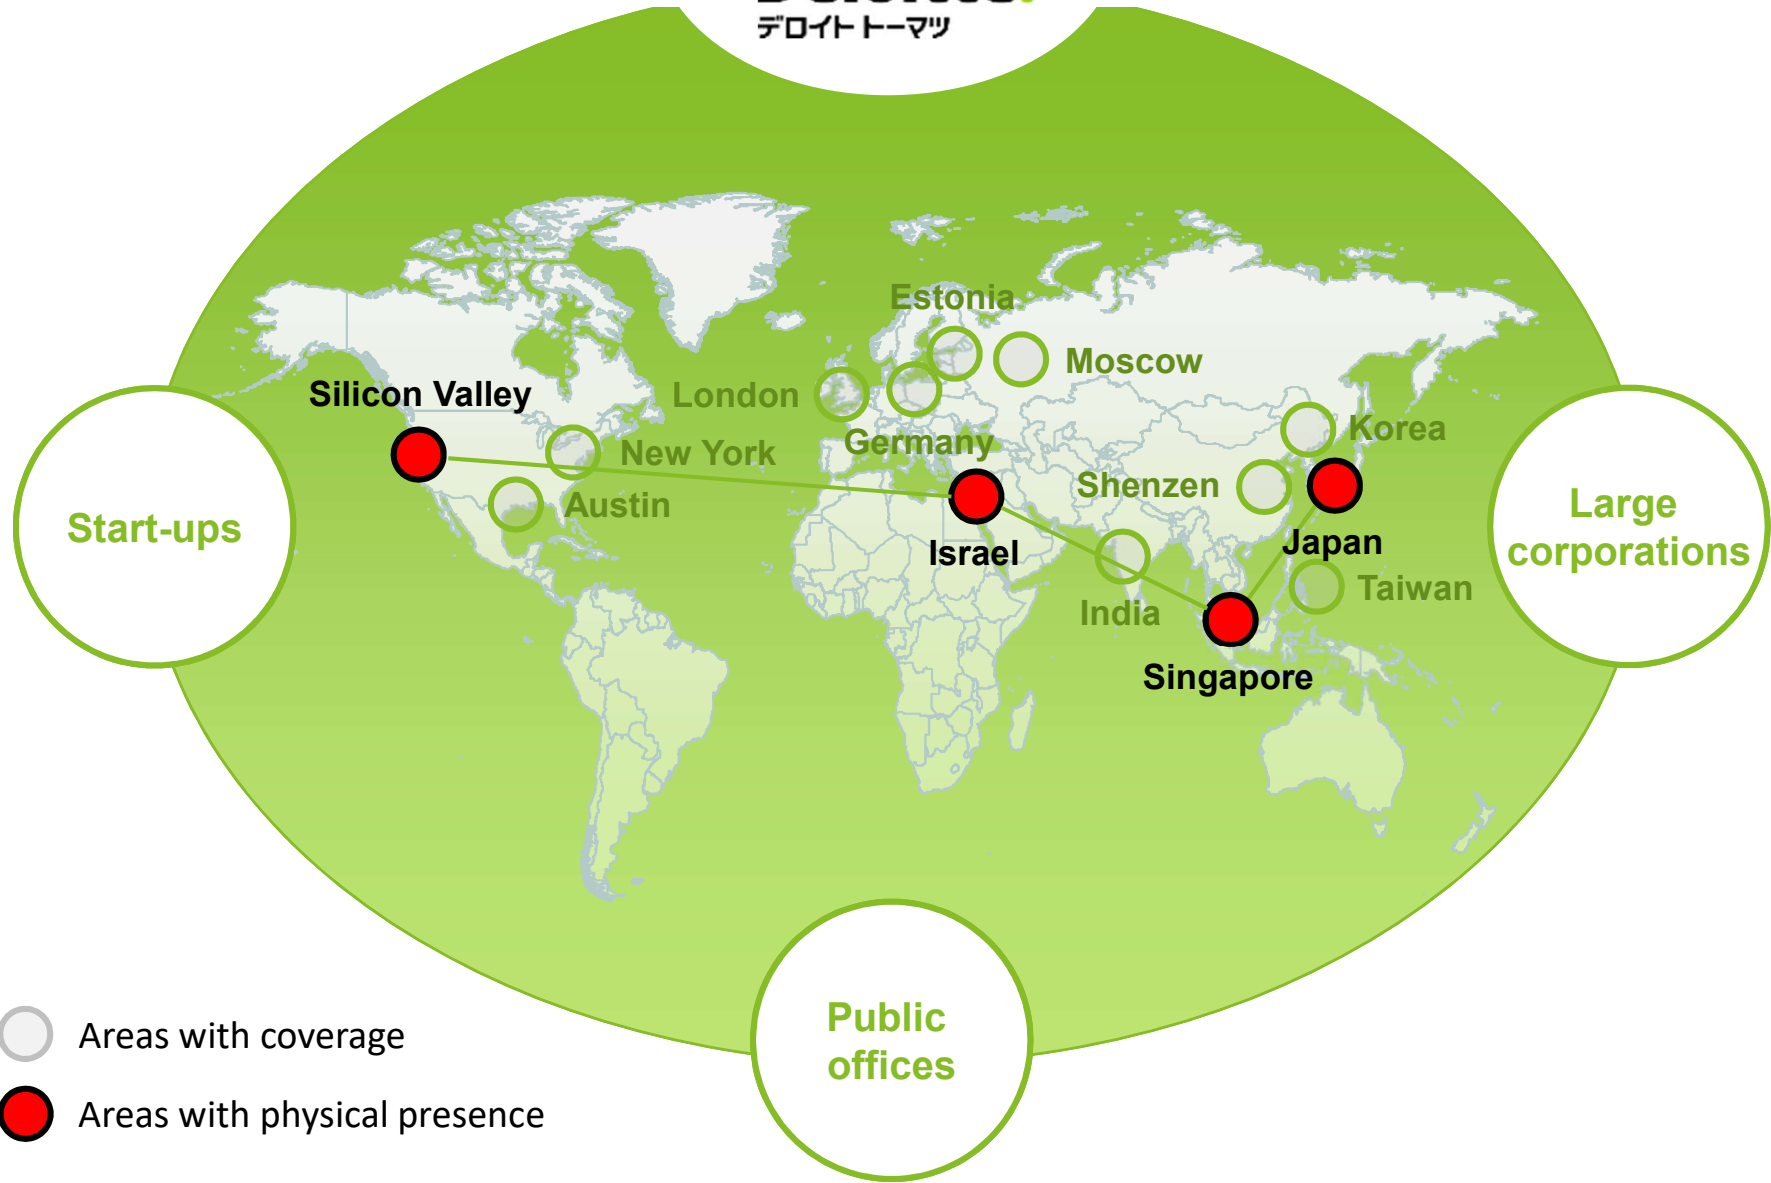 デロイト トーマツ
Estonia
Moscow
Silicon Valley
London
Korea
Germany
New York
Shenzen
Austin
Start-ups
Large
corporations
Israel
Japan
Taiwan
India
Singapore
Public
offices
Areas with coverage
Areas with physical presence